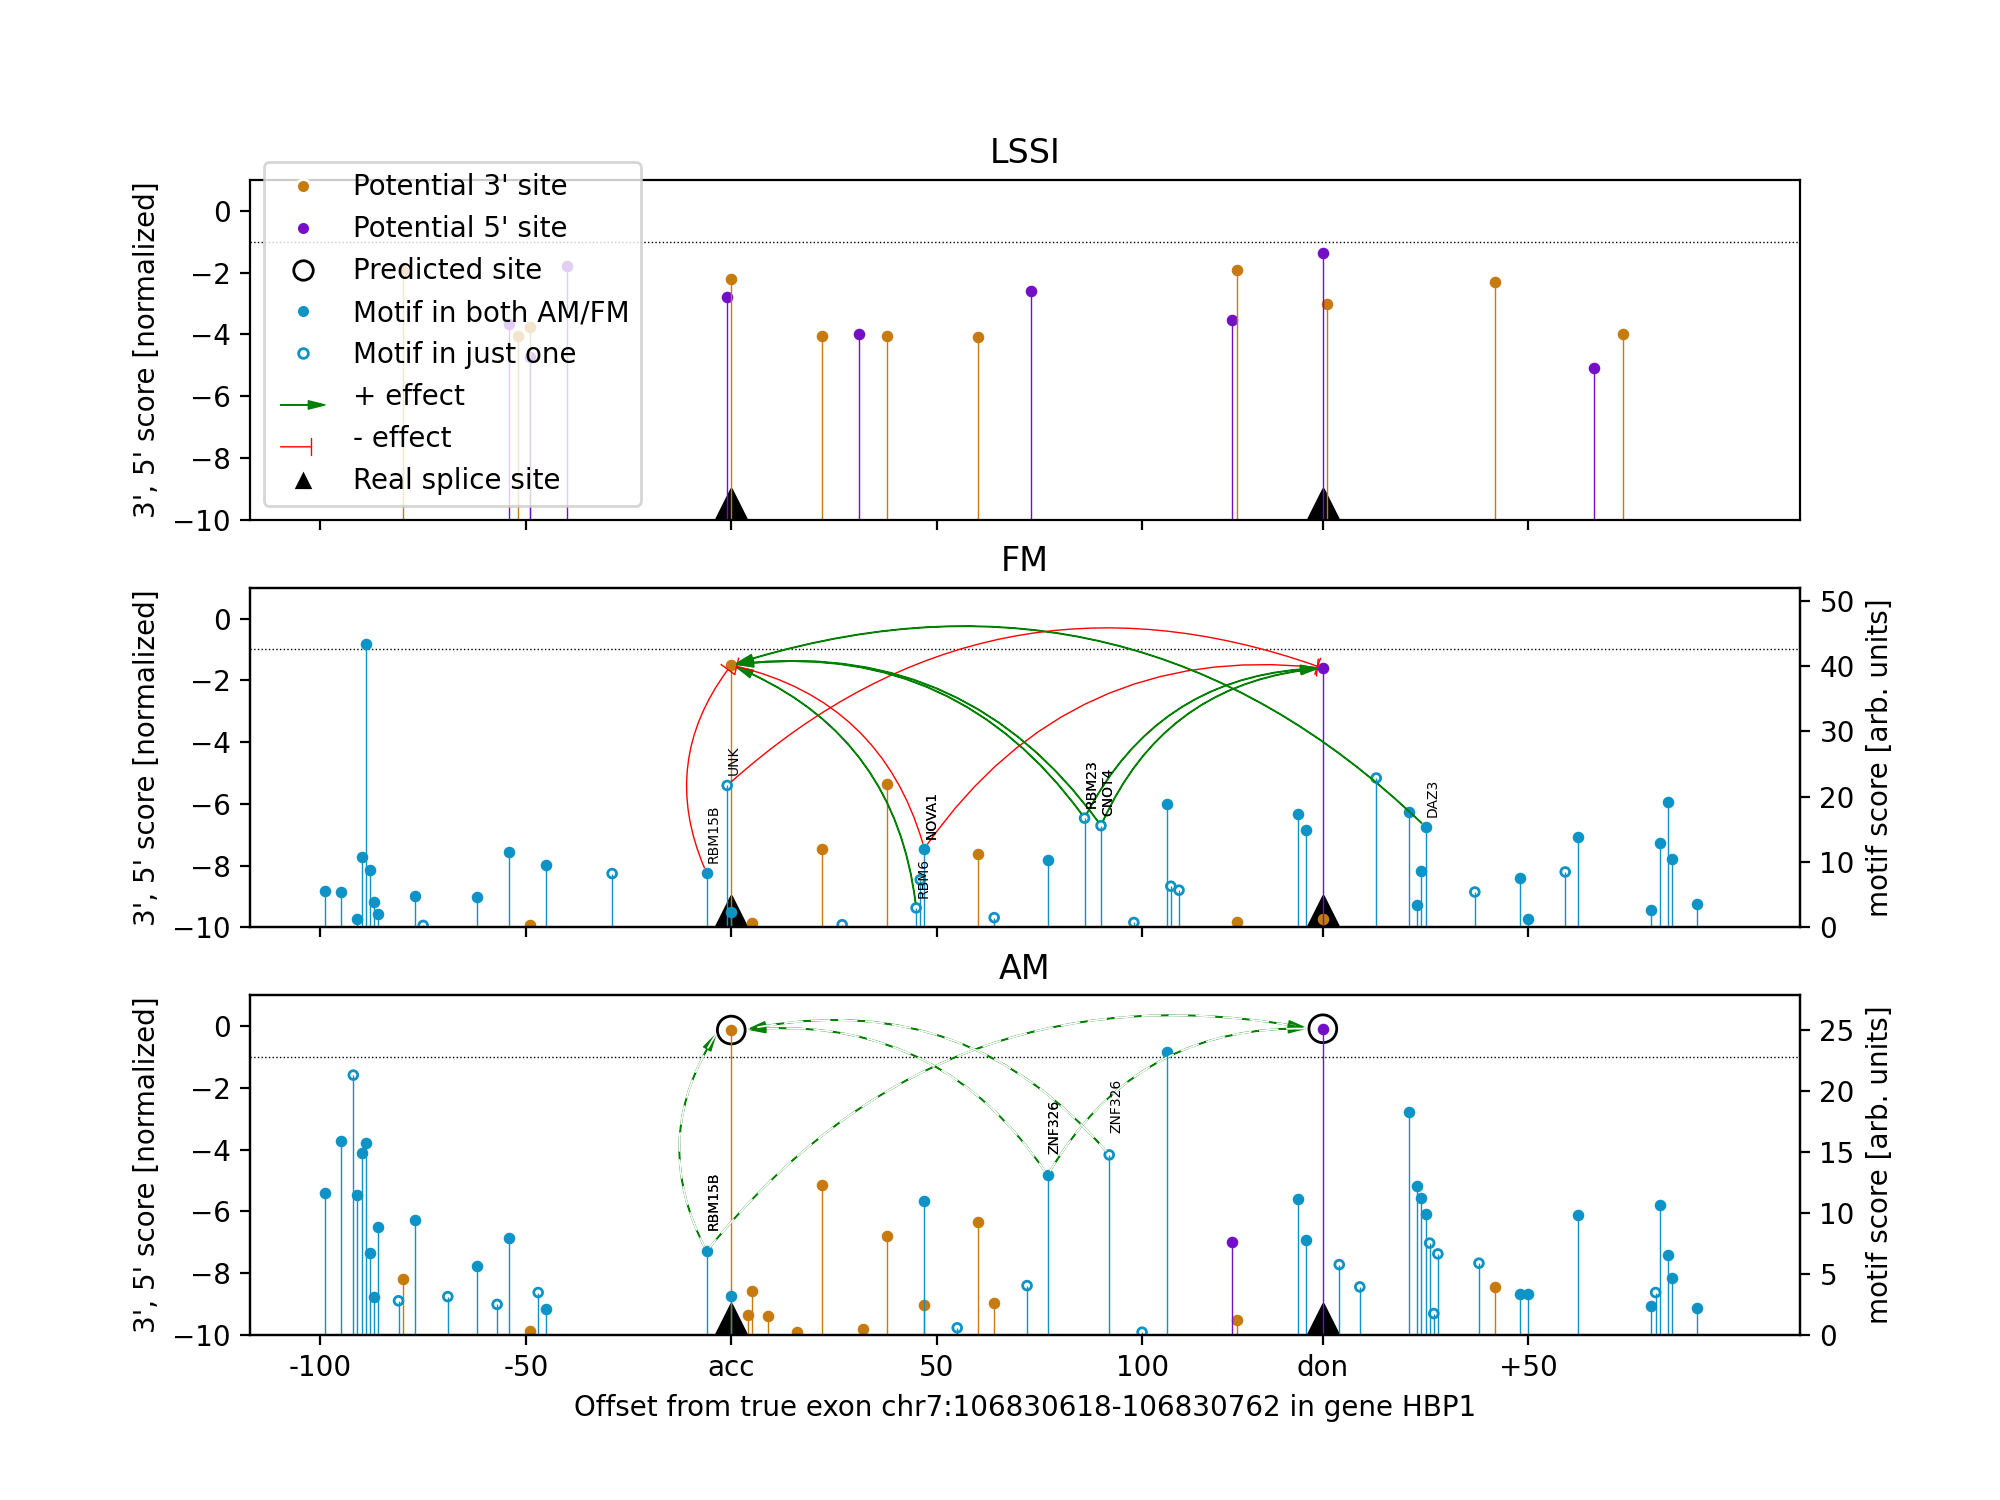 LSSI
3', 5' score [normalized]
0
−2
−4
−6
−8
−10
Potential 3' site
Potential 5' site
Predicted site
Motif in both AM/FM
Motif in just one
+ effect
- effect
Real splice site
FM
3', 5' score [normalized]
0
−2
−4
−6
−8
−10
RBM15B
UNK
RBM6
NOVA1
RBM23
CNOT4
DAZ3
50
40
30
20
10
0
motif score [arb. units]
AM
3', 5' score [normalized]
0
−2
−4
−6
−8
−10
RBM15B
ZNF326
ZNF326
25
20
15
10
5
0
motif score [arb. units]
-100 -50 acc 50 100 don +50
Offset from true exon chr7:106830618-106830762 in gene HBP1